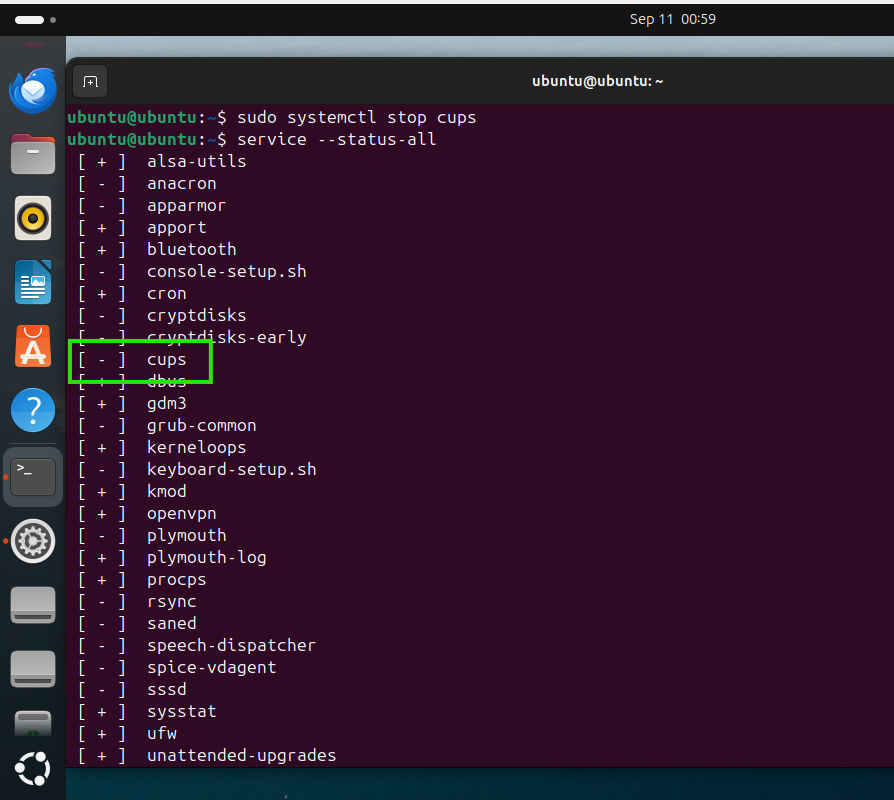 Sep 11 00:59
ubuntu@ubuntu: ~
ubuntu@ubuntu:~$ sudo systemctl stop cups
ubuntu@ubuntu:~$ service --status-all
[ + ] alsa-utils
[ - ] anacron
[ - ] apparmor
[ + ] apport
[ + ] bluetooth
[ - ] console-setup.sh
[ + ] cron
[ - ] cryptdisks
[ - ] cryptdisks-early
[ - ] cups
[ + ] dbus
[ + ] gdm3
[ - ] grub-common
[ + ] kerneloops
[ - ] keyboard-setup.sh
[ + ] kmod
[ + ] openvpn
[ - ] plymouth
[ + ] plymouth-log
[ + ] procps
[ - ] rsync
[ - ] saned
[ - ] speech-dispatcher
[ - ] spice-vdagent
[ - ] sssd
[ + ] sysstat
[ + ] ufw
[ + ] unattended-upgrades